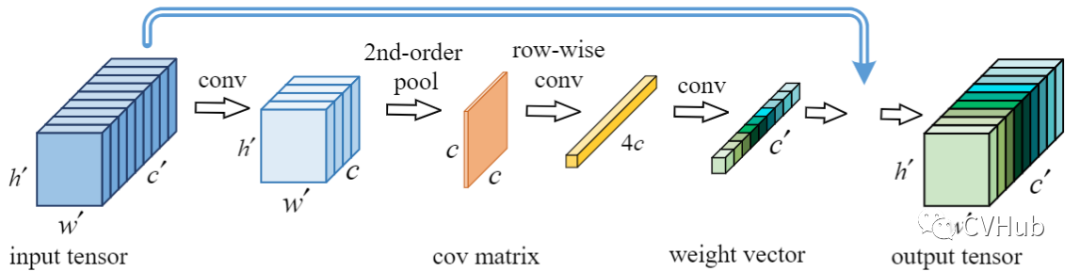 conv
2nd-order
pool
row-wise
conv
conv
h′
w′
c′
input tensor
h′
w′
c
c
c
cov matrix
4c
c′
weight vector
h′
w′
c′
output tensor
CVHub